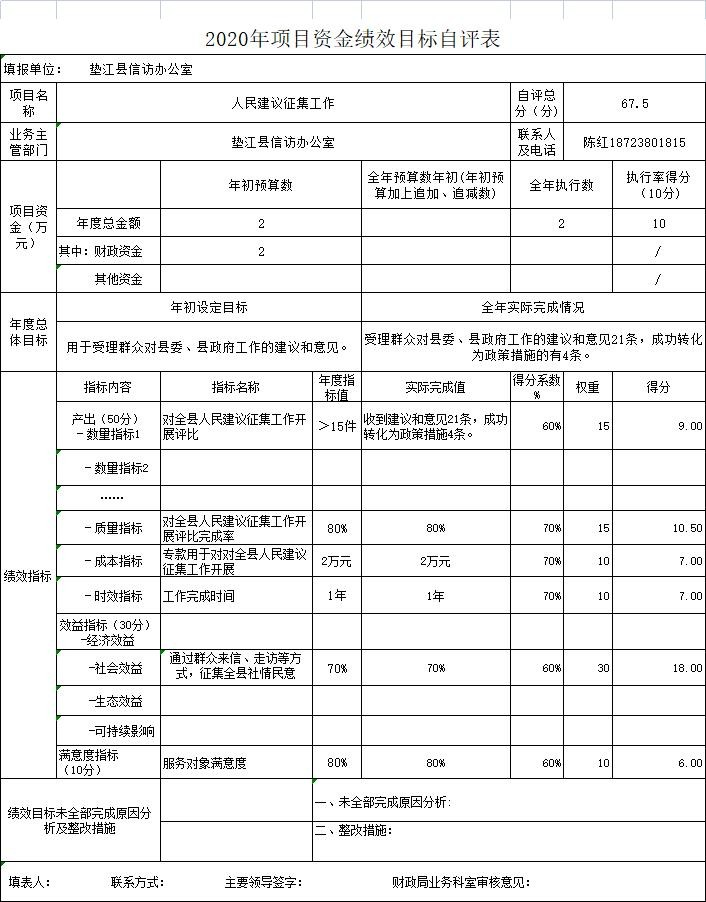 2020年项目资金绩效目标自评表
填报单位： 垫江县信访办公室
项目名称 人民建议征集工作 自评总分（分） 67.5
业务主管部门 垫江县信访办公室 联系人及电话 陈红18723801815
项目资金（万元） 年初预算数 全年预算数年初(年初预算加上追加、追减数) 全年执行数 执行率得分（10分）
年度总金额 2 2 10
其中：财政资金 2 /
其他资金 /
年度总体目标 年初设定目标 全年实际完成情况
用于受理群众对县委、县政府工作的建议和意见。 受理群众对县委、县政府工作的建议和意见21条，成功转化为政策措施的有4条。
绩效指标 指标内容 指标名称 年度指标值 实际完成值 得分系数% 权重 得分
产出（50分）－数量指标1 对全县人民建议征集工作开展评比 ＞15件 收到建议和意见21条，成功转化为政策措施4条。 60% 15 9.00
－数量指标2
……
－质量指标 对全县人民建议征集工作开展评比完成率 80% 80% 70% 15 10.50
－成本指标 专款用于对对全县人民建议征集工作开展 2万元 2万元 70% 10 7.00
－时效指标 工作完成时间 1年 1年 70% 10 7.00
效益指标（30分）-经济效益
-社会效益 通过群众来信、走访等方式，征集全县社情民意 70% 70% 60% 30 18.00
-生态效益
-可持续影响
满意度指标（10分） 服务对象满意度 80% 80% 60% 10 6.00
绩效目标未全部完成原因分析及整改措施 一、未全部完成原因分析：
二、整改措施：
填表人： 联系方式： 主要领导签字： 财政局业务科室审核意见：